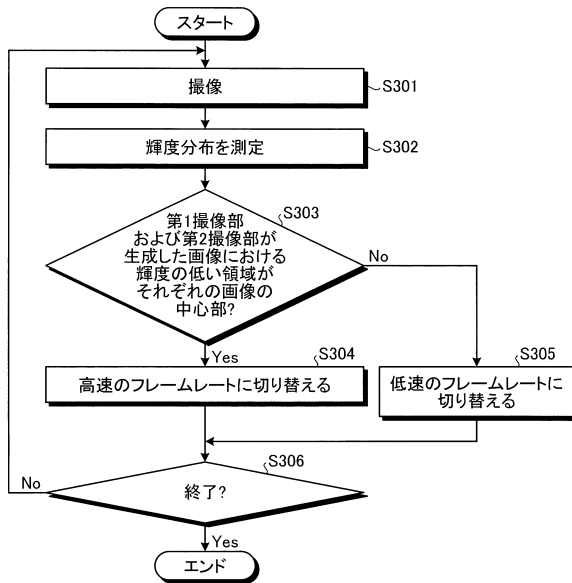 スタート
撮像
S301
輝度分布を測定
S302
S303
第1撮像部
および第2撮像部が
生成した画像における
輝度の低い領域が
それぞれの画像の
中心部?
No
Yes
S304
高速のフレームレートに切り替える
S305
低速のフレームレートに
切り替える
S306
No
終了?
Yes
エンド